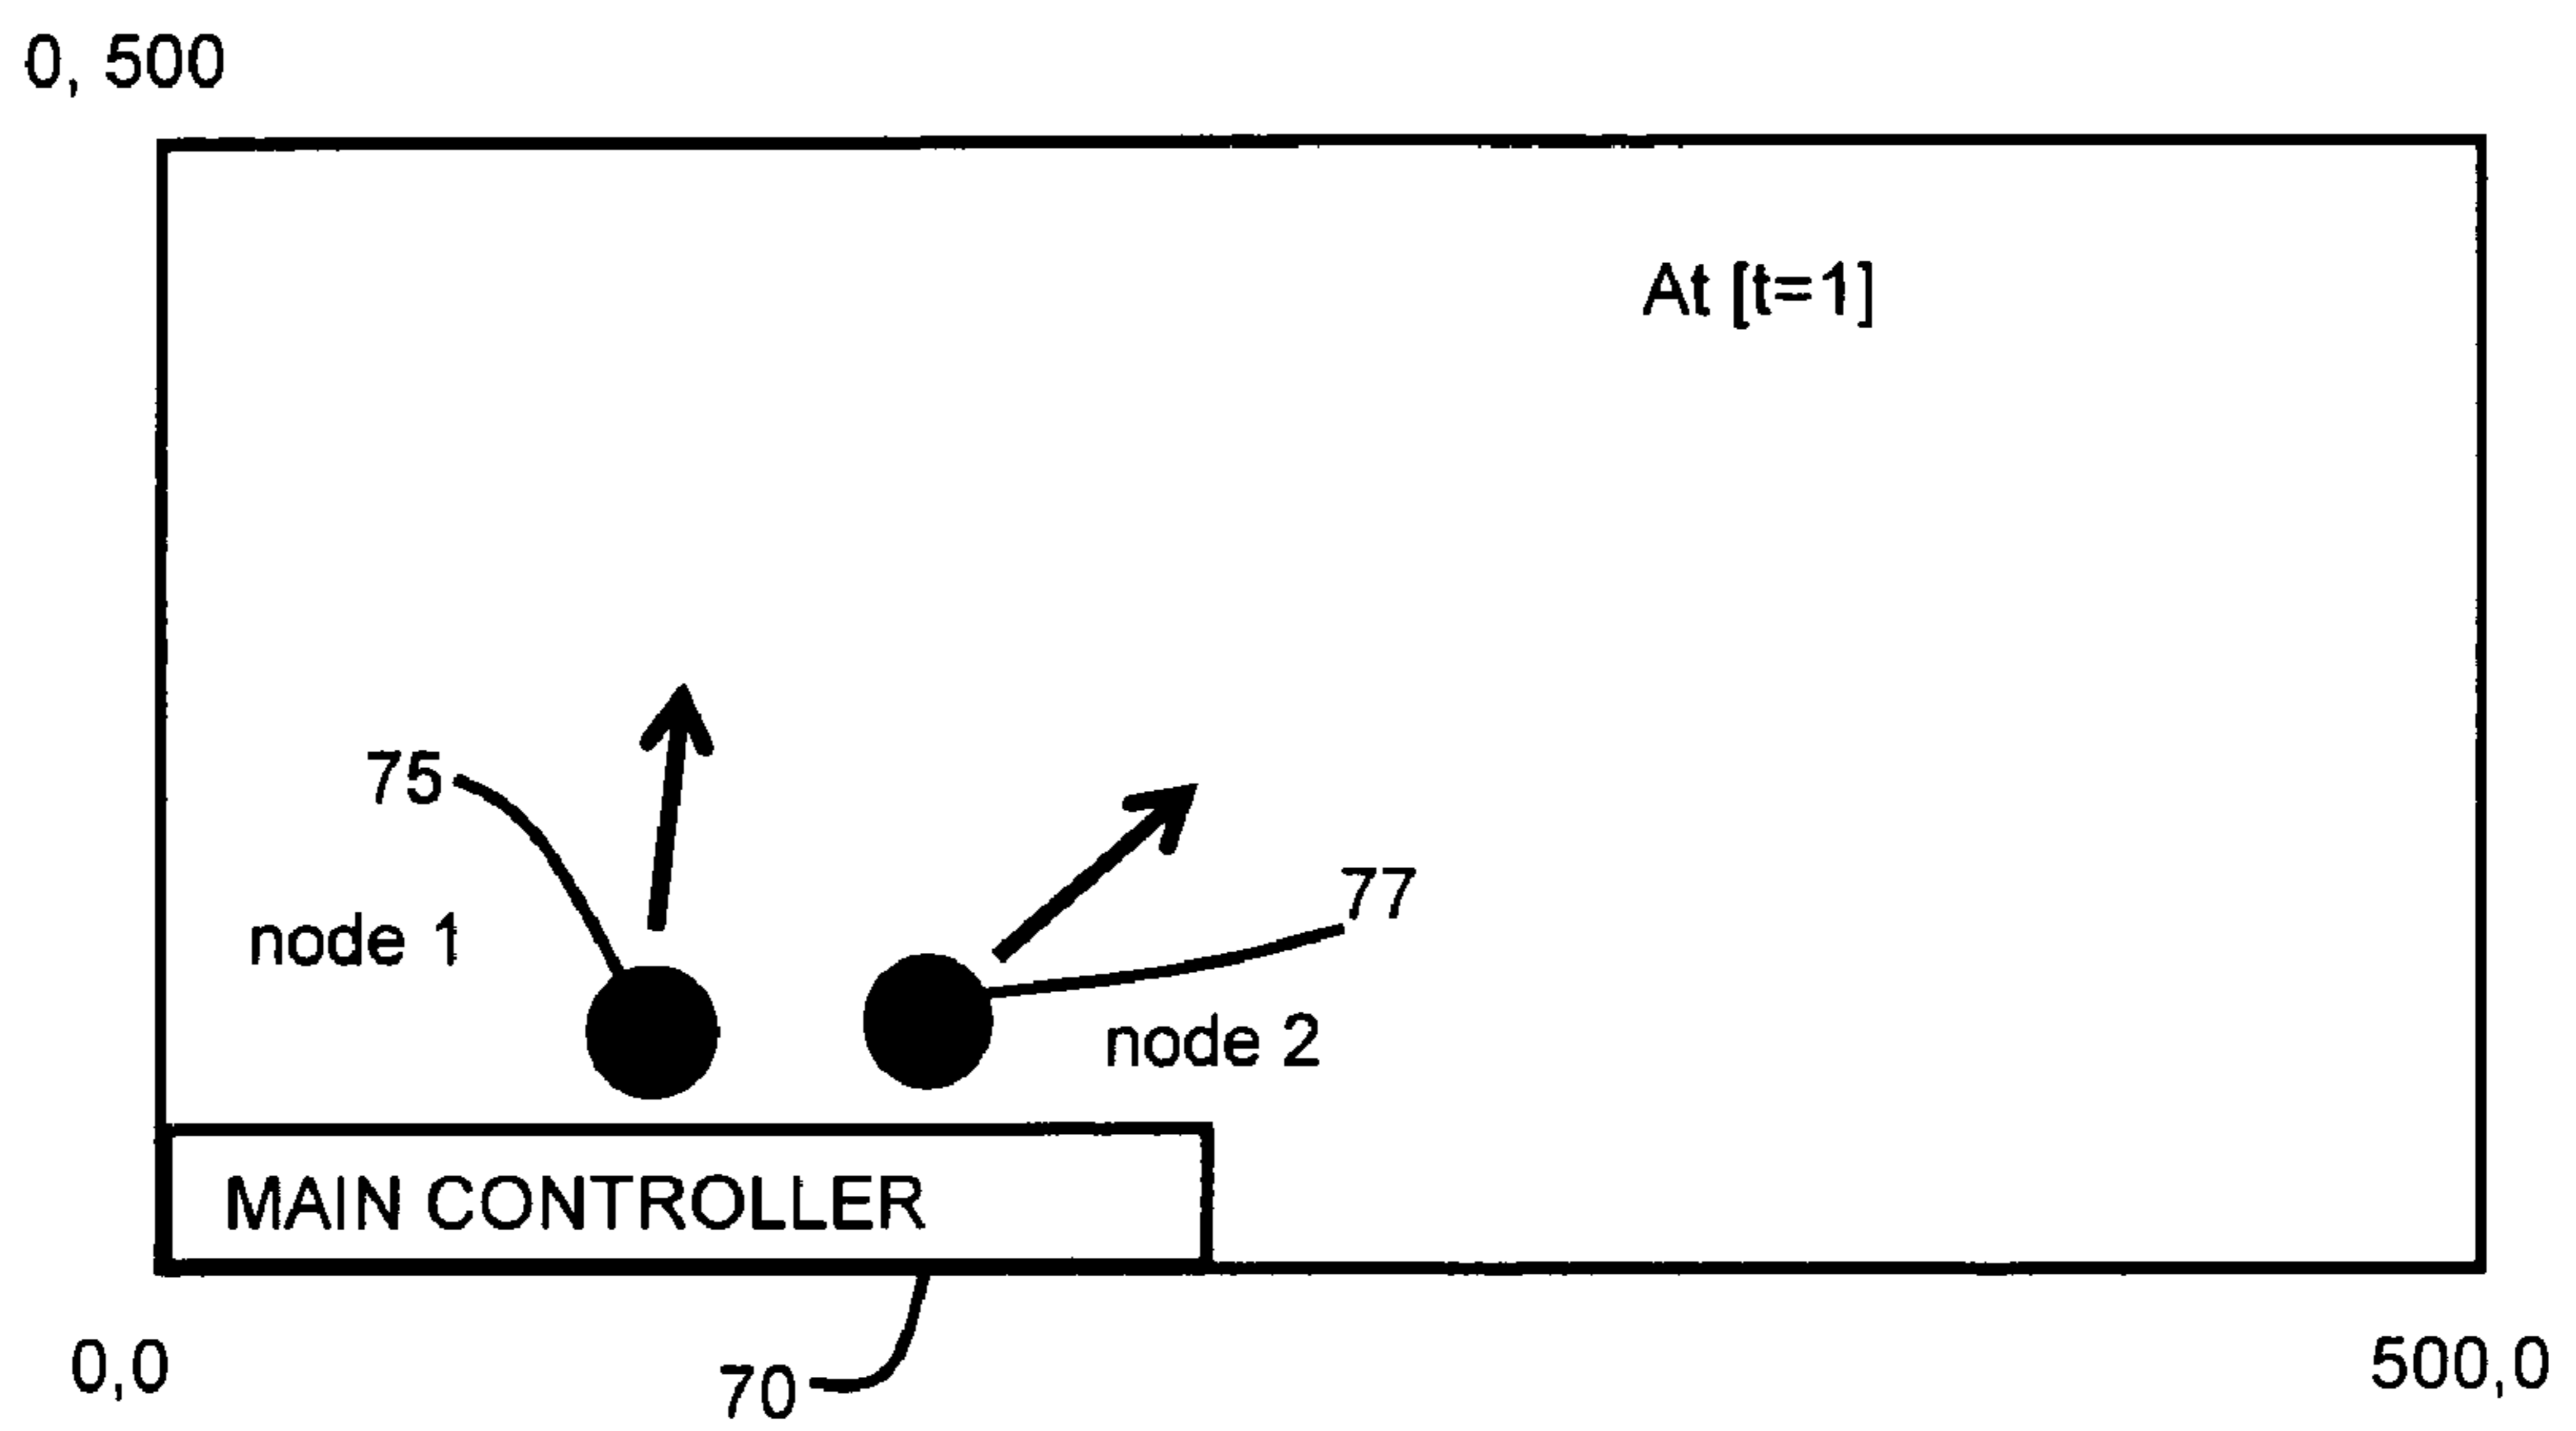 0, 500
At [t=1]
75
77
node 1
node 2
MAIN CONTROLLER
0,0
70
500,0